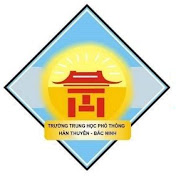 TRƯỜNG TRUNG HỌC PHỔ THÔNG
HÀN THUYÊN - BẮC NINH